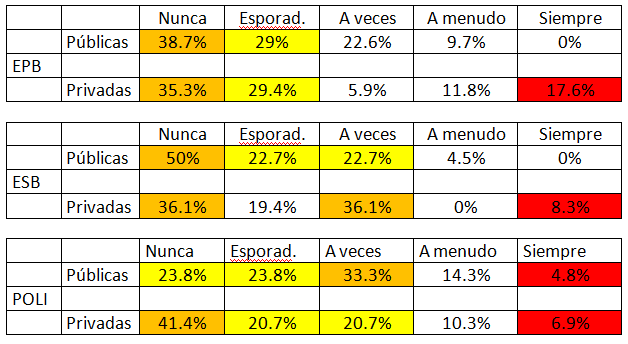 Nunca Esporad. A veces A menudo Siempre
Públicas 38.7% 29% 22.6% 9.7% 0%
EPB
Privadas 35.3% 29.4% 5.9% 11.8% 17.6%
Nunca Esporad. A veces A menudo Siempre
Públicas 50% 22.7% 22.7% 4.5% 0%
ESB
Privadas 36.1% 19.4% 36.1% 0% 8.3%
Nunca Esporad. A veces A menudo Siempre
Públicas 23.8% 23.8% 33.3% 14.3% 4.8%
POLI
Privadas 41.4% 20.7% 20.7% 10.3% 6.9%